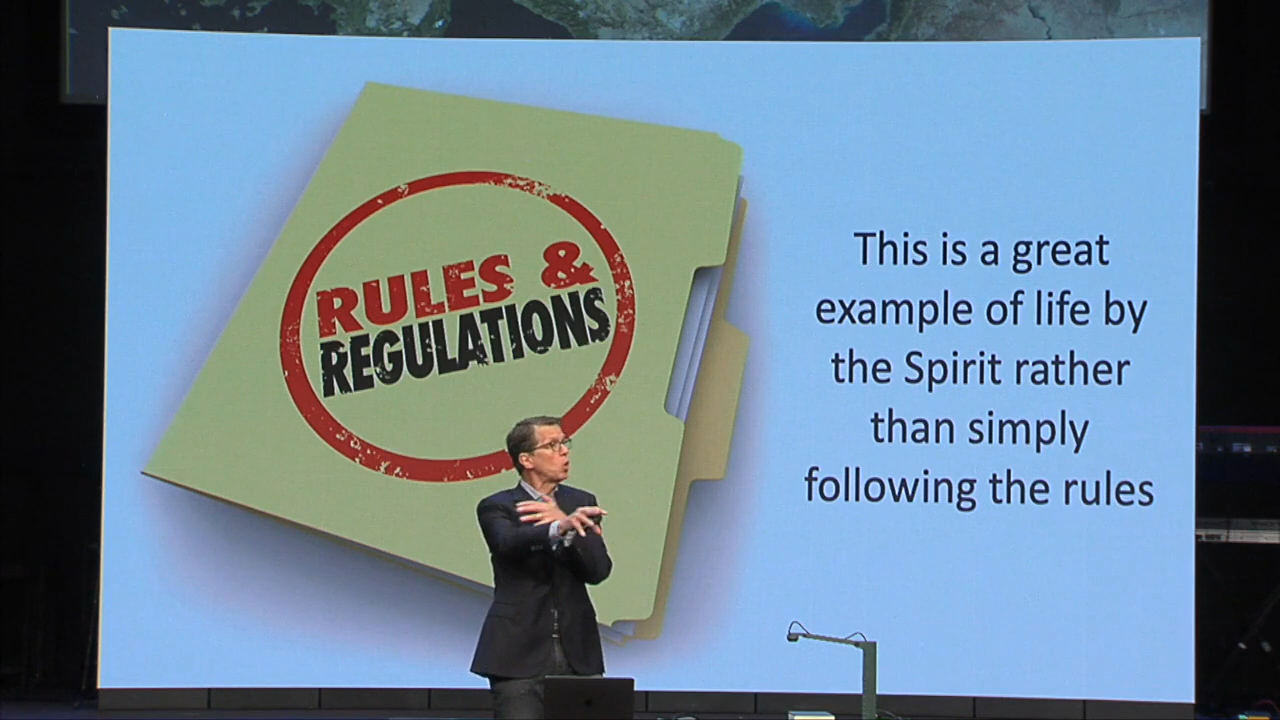 RULES &
REGULATIONS
This is a great
example of life by
the Spirit rather
than simply
following the rules